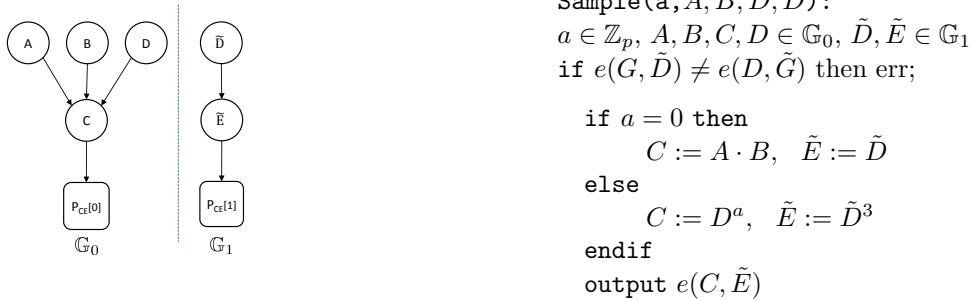 A B D D̃
C Ẽ
P_CE[0] P_CE[1]
𝔾₀ 𝔾₁
Sample(a, A, B, D, D̃):
a ∈ ℤ_p, A, B, C, D ∈ 𝔾₀, D̃, Ẽ ∈ 𝔾₁
if e(G, D̃) ≠ e(D, G̃) then err;
if a = 0 then
C := A · B, Ẽ := D̃
else
C := D^a, Ẽ := D̃³
endif
output e(C, Ẽ)